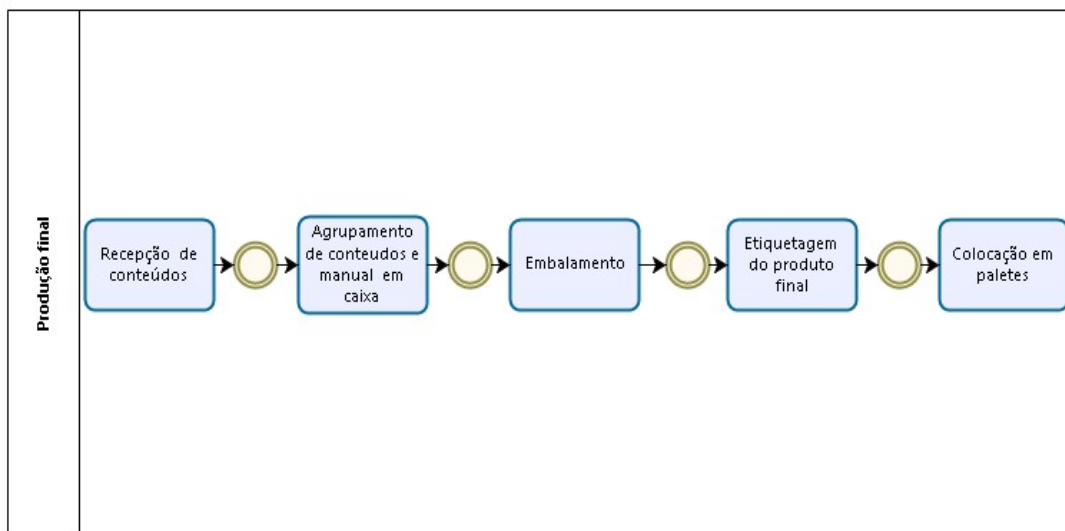 Produção final
Recepção de
conteúdos
Agrupamento
de conteudos e
manual em
caixa
Embalamento
Etiquetagem
do produto
final
Colocação em
paletes